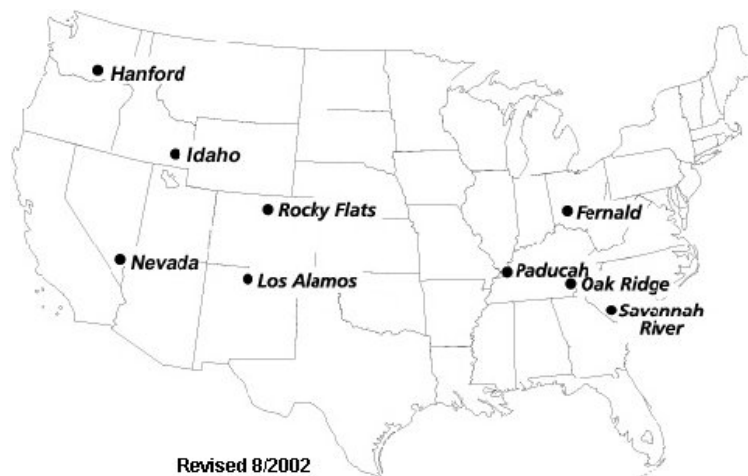 Hanford
Idaho
Rocky Flats
Fernald
Nevada
Los Alamos
Paducah
Oak Ridge
Savannah
River
Revised 8/2002